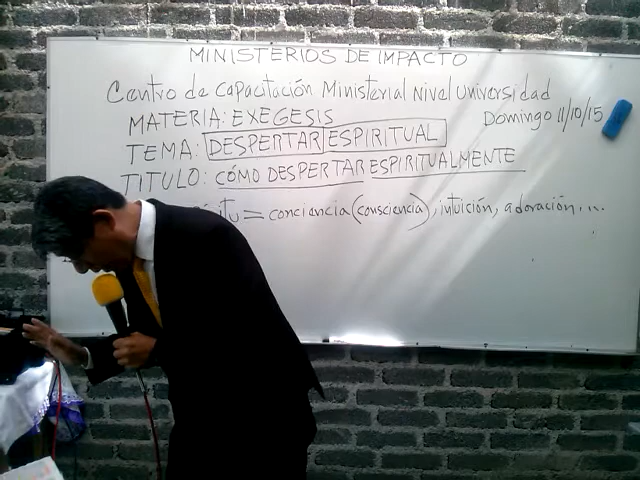 MINISTERIOS DE IMPACTO
Centro de Capacitación Ministerial Nivel Universidad
MATERIA: EXEGESIS Domingo 11/10/15
TEMA: DESPERTAR ESPIRITUAL
TITULO: CÓMO DESPERTAR ESPIRITUALMENTE
= conciencia (consciencia), intuición, adoración, ...